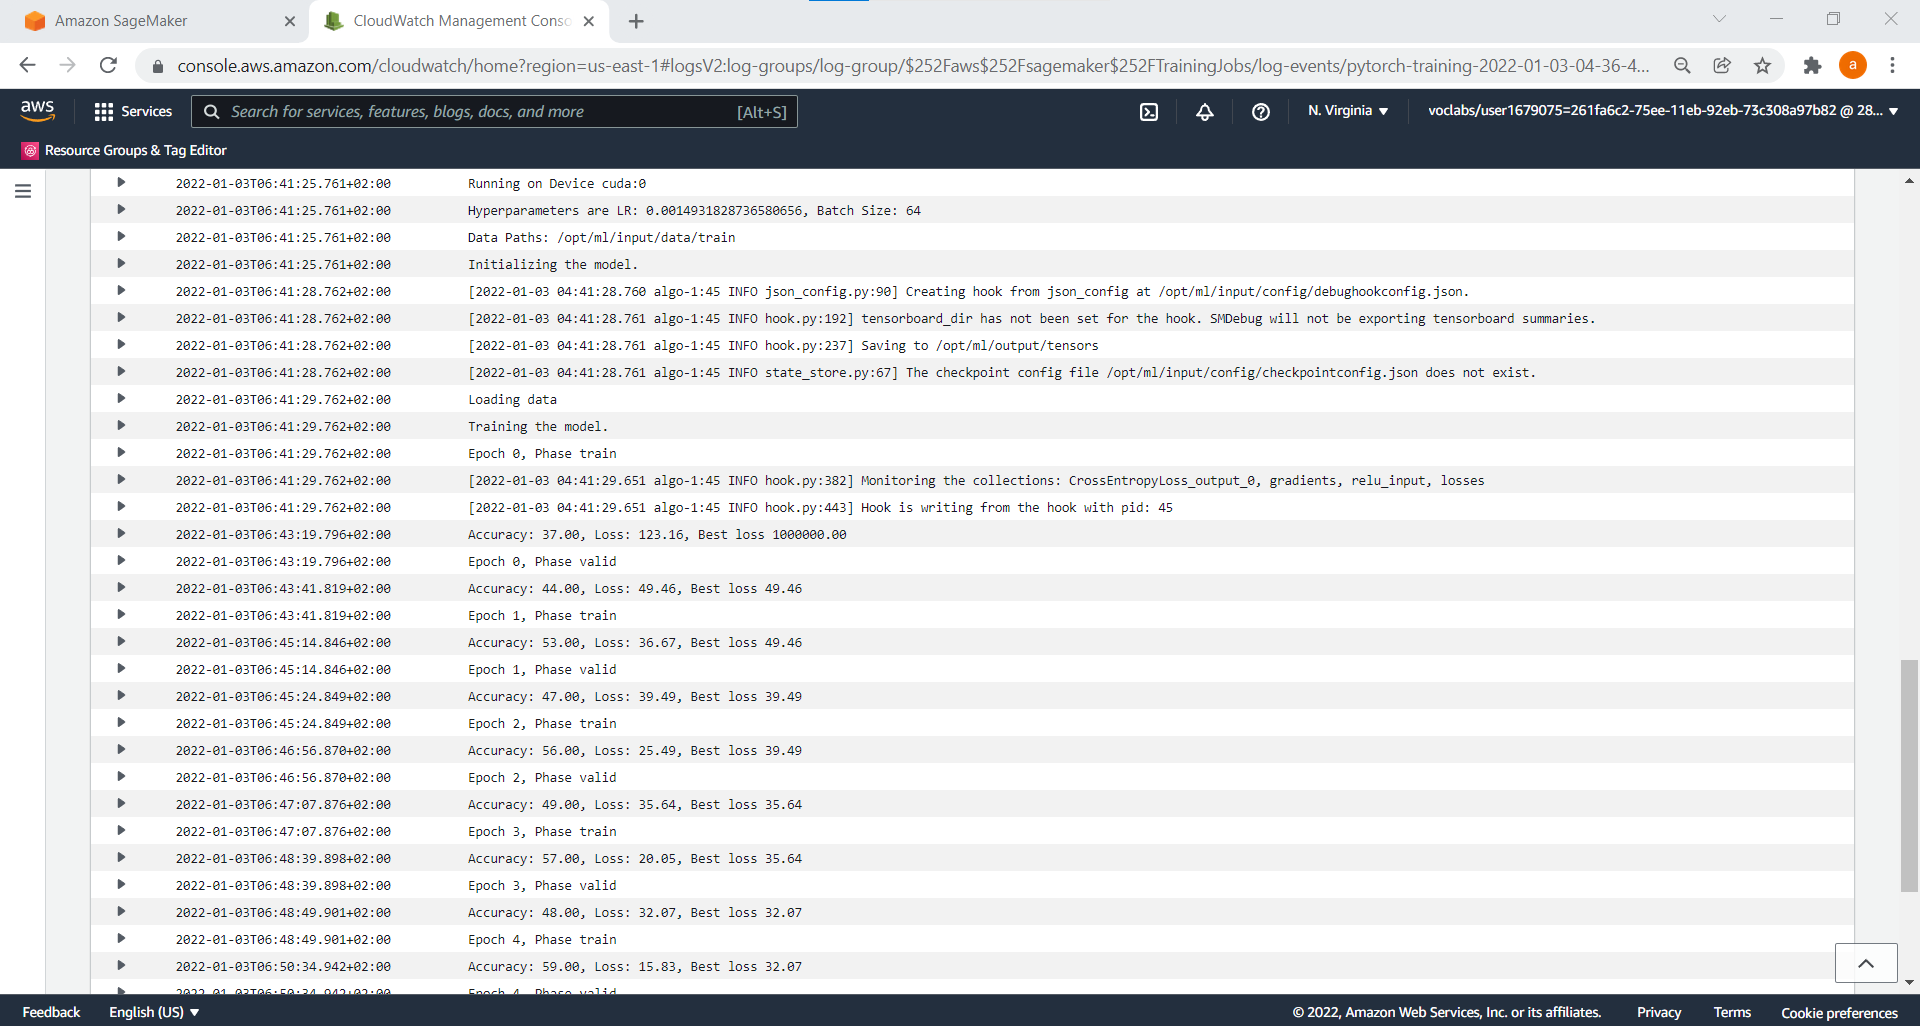 Amazon SageMaker
CloudWatch Management Conso
console.aws.amazon.com/cloudwatch/home?region=us-east-1#logsV2:log-groups/log-group/$252Faws$252Fsagemaker$252FTrainingJobs/log-events/pytorch-training-2022-01-03-04-36-4...
a
aws
Services
Search for services, features, blogs, docs, and more
[Alt+S]
N. Virginia
voclabs/user1679075=261fa6c2-75ee-11eb-92eb-73c308a97b82 @ 28...
Resource Groups & Tag Editor
2022-01-03T06:41:25.761+02:00 Running on Device cuda:0
2022-01-03T06:41:25.761+02:00 Hyperparameters are LR: 0.0014931828736580656, Batch Size: 64
2022-01-03T06:41:25.761+02:00 Data Paths: /opt/ml/input/data/train
2022-01-03T06:41:25.761+02:00 Initializing the model.
2022-01-03T06:41:28.762+02:00 [2022-01-03 04:41:28.760 algo-1:45 INFO json_config.py:90] Creating hook from json_config at /opt/ml/input/config/debughookconfig.json.
2022-01-03T06:41:28.762+02:00 [2022-01-03 04:41:28.761 algo-1:45 INFO hook.py:192] tensorboard_dir has not been set for the hook. SMDebug will not be exporting tensorboard summaries.
2022-01-03T06:41:28.762+02:00 [2022-01-03 04:41:28.761 algo-1:45 INFO hook.py:237] Saving to /opt/ml/output/tensors
2022-01-03T06:41:28.762+02:00 [2022-01-03 04:41:28.761 algo-1:45 INFO state_store.py:67] The checkpoint config file /opt/ml/input/config/checkpointconfig.json does not exist.
2022-01-03T06:41:29.762+02:00 Loading data
2022-01-03T06:41:29.762+02:00 Training the model.
2022-01-03T06:41:29.762+02:00 Epoch 0, Phase train
2022-01-03T06:41:29.762+02:00 [2022-01-03 04:41:29.651 algo-1:45 INFO hook.py:382] Monitoring the collections: CrossEntropyLoss_output_0, gradients, relu_input, losses
2022-01-03T06:41:29.762+02:00 [2022-01-03 04:41:29.651 algo-1:45 INFO hook.py:443] Hook is writing from the hook with pid: 45
2022-01-03T06:43:19.796+02:00 Accuracy: 37.00, Loss: 123.16, Best loss 1000000.00
2022-01-03T06:43:19.796+02:00 Epoch 0, Phase valid
2022-01-03T06:43:41.819+02:00 Accuracy: 44.00, Loss: 49.46, Best loss 49.46
2022-01-03T06:43:41.819+02:00 Epoch 1, Phase train
2022-01-03T06:45:14.846+02:00 Accuracy: 53.00, Loss: 36.67, Best loss 49.46
2022-01-03T06:45:14.846+02:00 Epoch 1, Phase valid
2022-01-03T06:45:24.849+02:00 Accuracy: 47.00, Loss: 39.49, Best loss 39.49
2022-01-03T06:45:24.849+02:00 Epoch 2, Phase train
2022-01-03T06:46:56.870+02:00 Accuracy: 56.00, Loss: 25.49, Best loss 39.49
2022-01-03T06:46:56.870+02:00 Epoch 2, Phase valid
2022-01-03T06:47:07.876+02:00 Accuracy: 49.00, Loss: 35.64, Best loss 35.64
2022-01-03T06:47:07.876+02:00 Epoch 3, Phase train
2022-01-03T06:48:39.898+02:00 Accuracy: 57.00, Loss: 20.05, Best loss 35.64
2022-01-03T06:48:39.898+02:00 Epoch 3, Phase valid
2022-01-03T06:48:49.901+02:00 Accuracy: 48.00, Loss: 32.07, Best loss 32.07
2022-01-03T06:48:49.901+02:00 Epoch 4, Phase train
2022-01-03T06:50:34.942+02:00 Accuracy: 59.00, Loss: 15.83, Best loss 32.07
2022-01-03T06:50:34.942+02:00 Epoch 4, Phase valid
Feedback
English (US)
© 2022, Amazon Web Services, Inc. or its affiliates.
Privacy
Terms
Cookie preferences